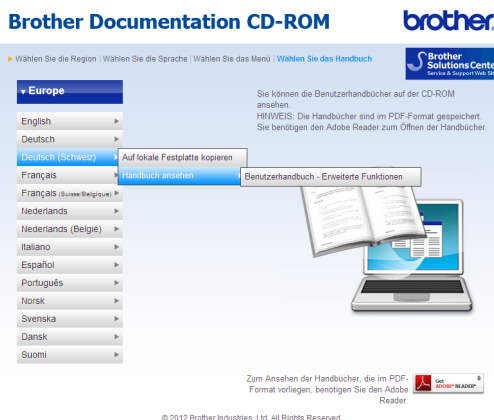 Brother Documentation CD-ROM
brother
Wählen Sie die Region | Wählen Sie die Sprache | Wählen Sie das Menü | Wählen Sie das Handbuch
Brother
Solutions Cente
Service & Support Web Sit
Europe
Sie können die Benutzerhandbücher auf der CD-ROM
ansehen.
HINWEIS: Die Handbücher sind im PDF-Format gespeichert.
Sie benötigen den Adobe Reader zum Öffnen der Handbücher.
English
Deutsch
Deutsch (Schweiz)
Auf lokale Festplatte kopieren
Français
Handbuch ansehen
Benutzerhandbuch - Erweiterte Funktionen
Français (Suisse/Belgique)
Nederlands
Nederlands (België)
Italiano
Español
Português
Norsk
Svenska
Dansk
Suomi
Zum Ansehen der Handbücher, die im PDF-
Format vorliegen, benötigen Sie den Adobe
Reader.
Get
ADOBE® READER®
© 2012 Brother Industries, Ltd. All Rights Reserved.